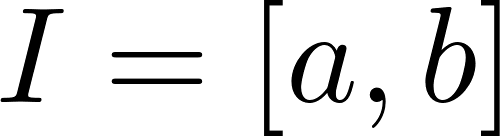 I = [a, b]